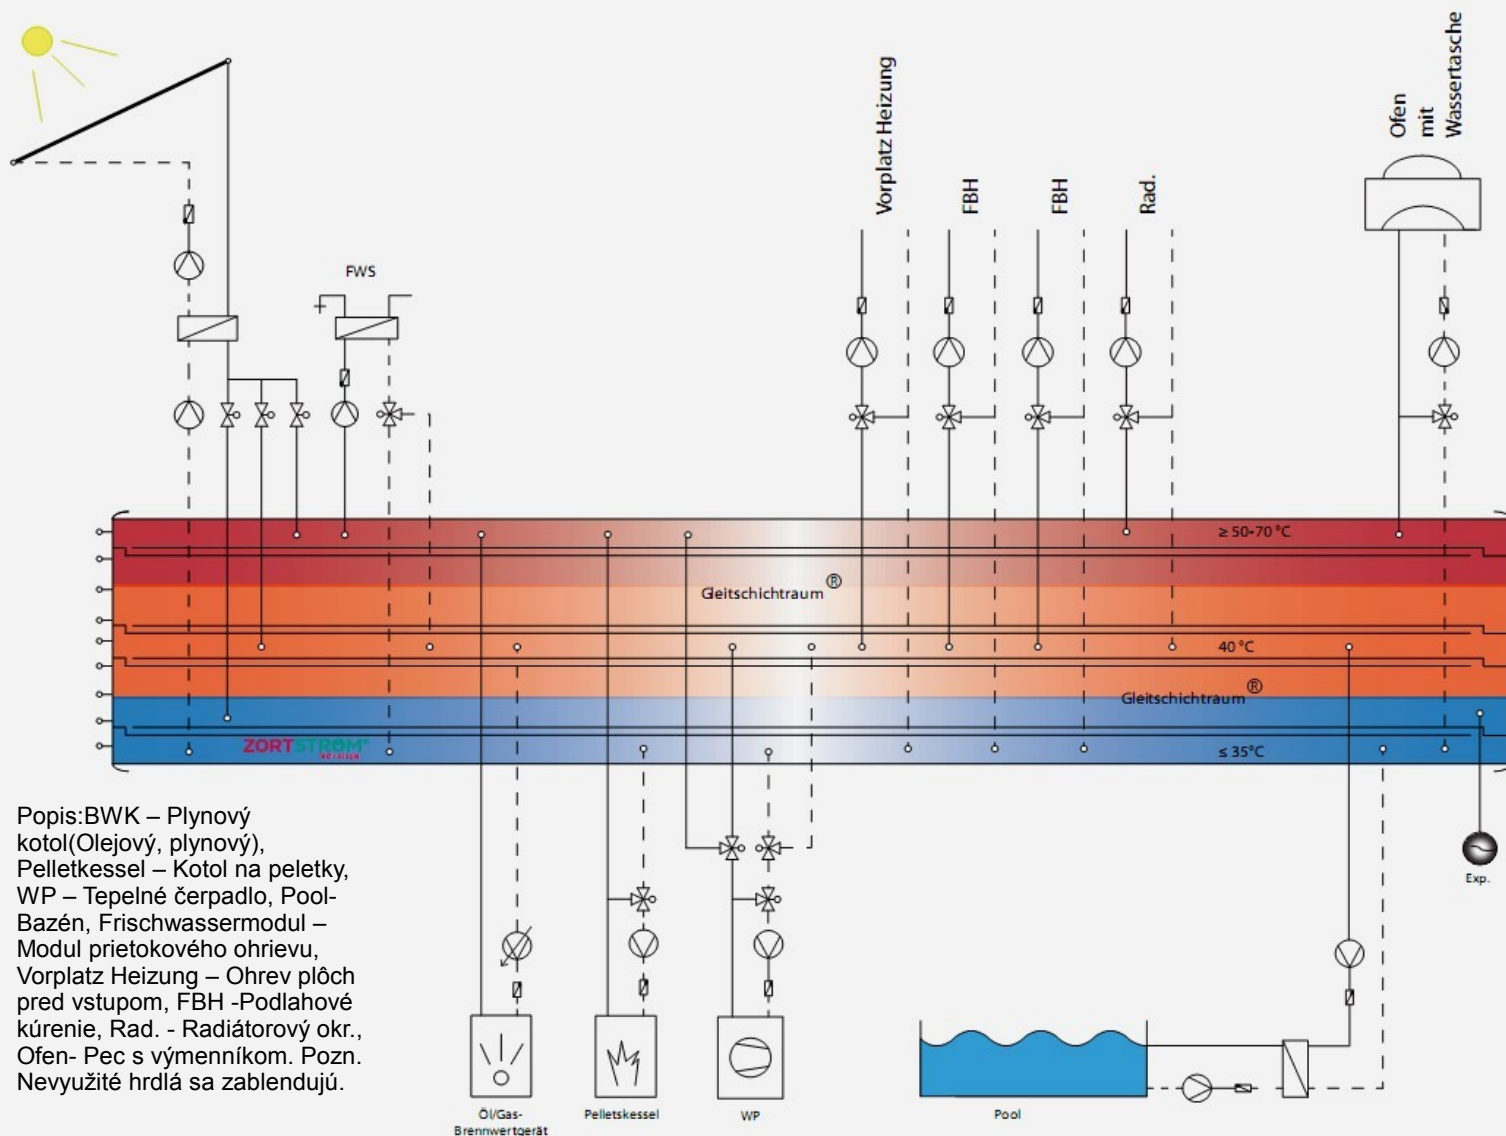 FWS
Vorplatz Heizung
FBH
FBH
Rad.
Ofen
mit
Wassertasche
≥ 50-70 °C
Gleitschichtraum ®
40 °C
Gleitschichtraum ®
ZORTSTRÖM®
≤ 35°C
Popis:BWK – Plynový
kotol(Olejový, plynový),
Pelletkessel – Kotol na peletky,
WP – Tepelné čerpadlo, Pool-
Bazén, Frischwassermodul –
Modul prietokového ohrievu,
Vorplatz Heizung – Ohrev plôch
pred vstupom, FBH -Podlahové
kúrenie, Rad. - Radiátorový okr.,
Ofen- Pec s výmenníkom. Pozn.
Nevyužité hrdlá sa zablendujú.
Exp.
Öl/Gas-
Brennwertgerät
Pelletskessel
WP
Pool